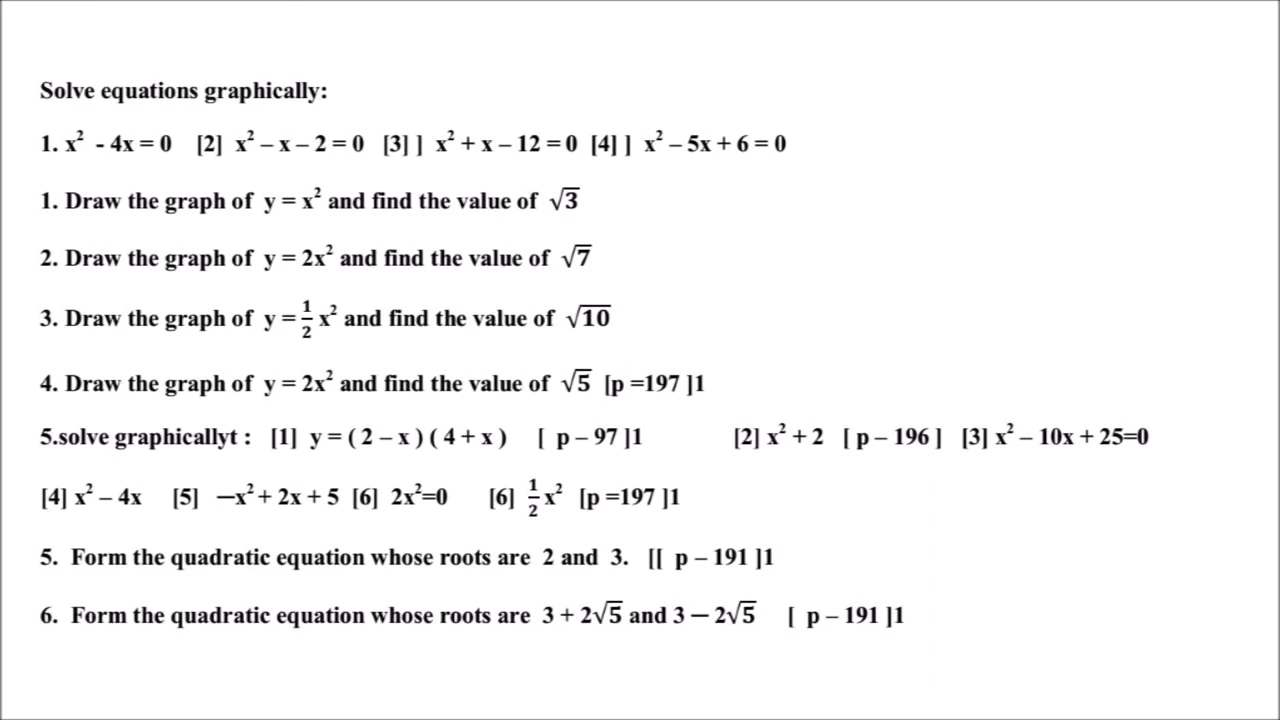 Solve equations graphically:
1. x² - 4x = 0 [2] x² – x – 2 = 0 [3] ] x² + x – 12 = 0 [4] ] x² – 5x + 6 = 0
1. Draw the graph of y = x² and find the value of √3
2. Draw the graph of y = 2x² and find the value of √7
3. Draw the graph of y = ½ x² and find the value of √10
4. Draw the graph of y = 2x² and find the value of √5 [p =197 ]1
5.solve graphicallyt : [1] y = ( 2 – x ) ( 4 + x ) [ p – 97 ]1 [2] x² + 2 [ p – 196 ] [3] x² – 10x + 25=0
[4] x² – 4x [5] –x² + 2x + 5 [6] 2x²=0 [6] ½ x² [p =197 ]1
5. Form the quadratic equation whose roots are 2 and 3. [[ p – 191 ]1
6. Form the quadratic equation whose roots are 3 + 2√5 and 3 – 2√5 [ p – 191 ]1